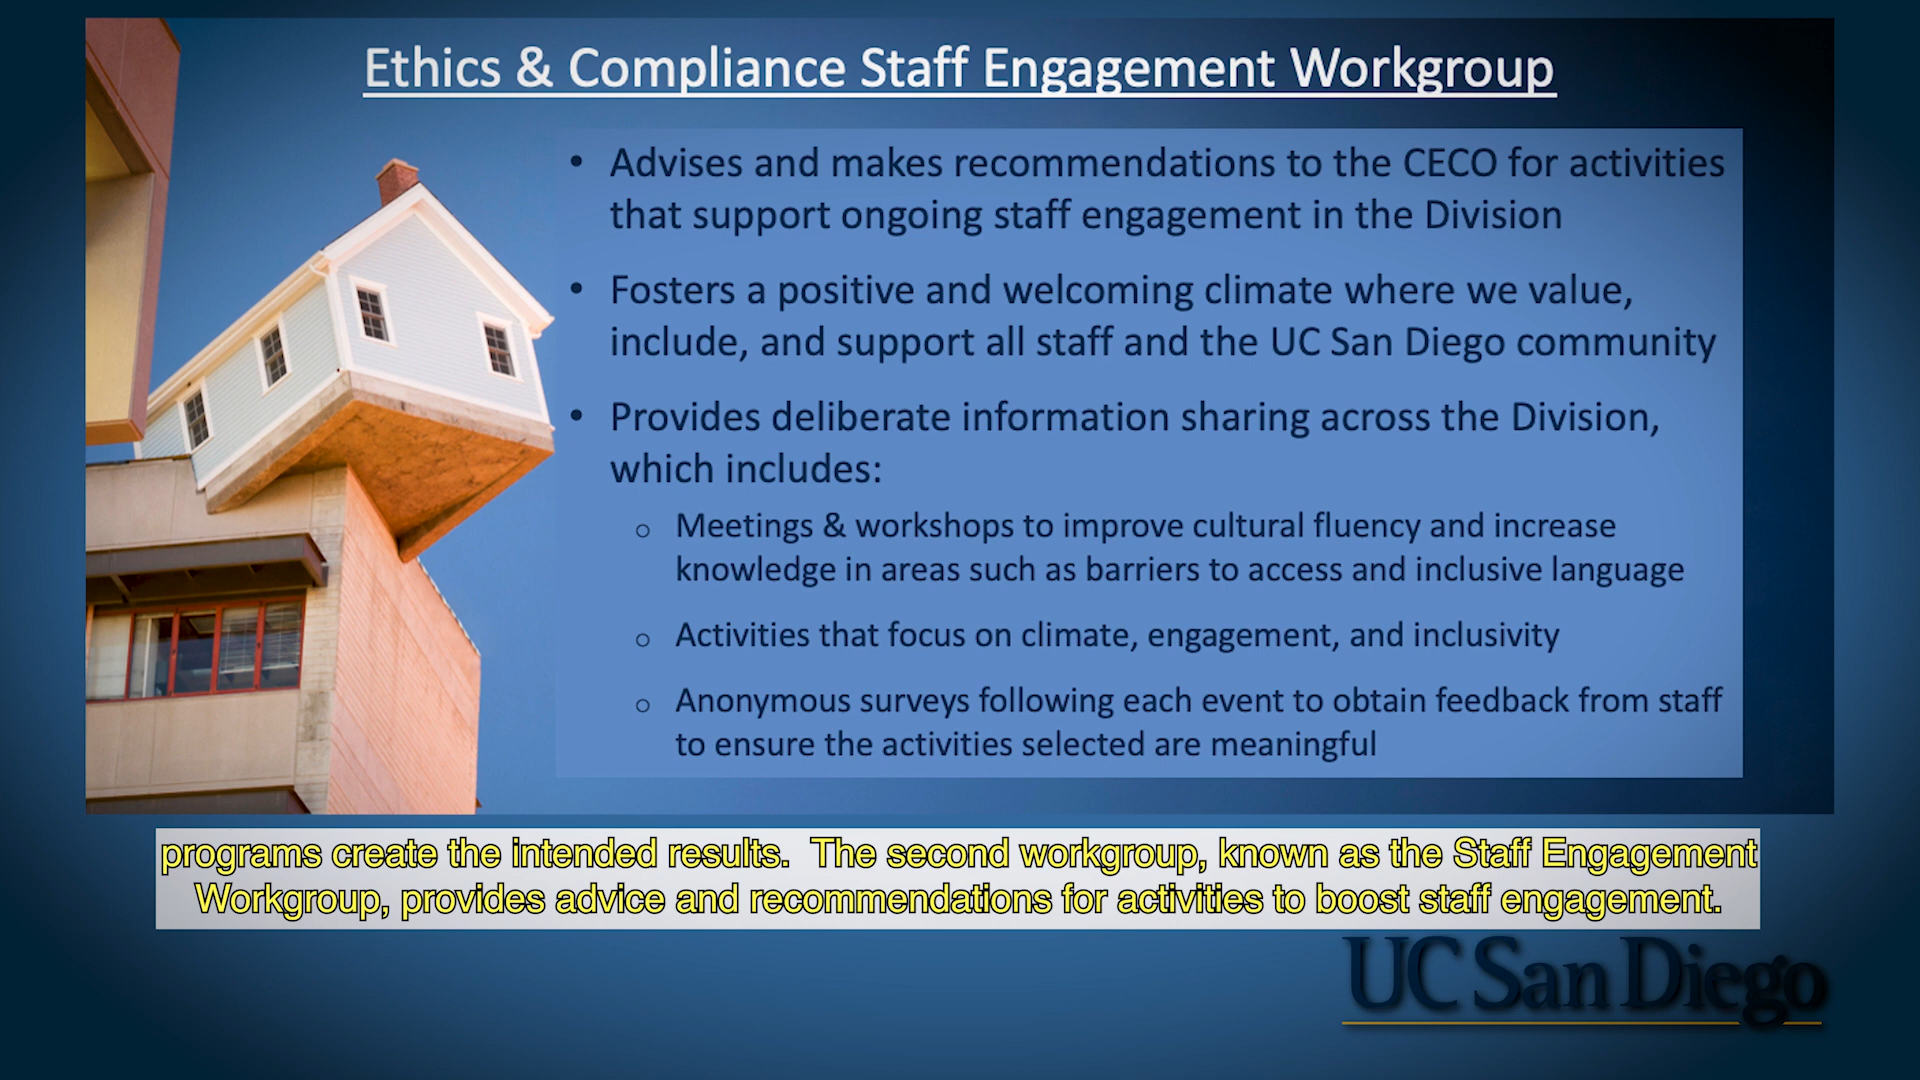 Ethics & Compliance Staff Engagement Workgroup
• Advises and makes recommendations to the CECO for activities
that support ongoing staff engagement in the Division
• Fosters a positive and welcoming climate where we value,
include, and support all staff and the UC San Diego community
• Provides deliberate information sharing across the Division,
which includes:
o Meetings & workshops to improve cultural fluency and increase
knowledge in areas such as barriers to access and inclusive language
o Activities that focus on climate, engagement, and inclusivity
o Anonymous surveys following each event to obtain feedback from staff
to ensure the activities selected are meaningful
programs create the intended results.  The second workgroup, known as the Staff Engagement
Workgroup, provides advice and recommendations for activities to boost staff engagement.
UC San Diego